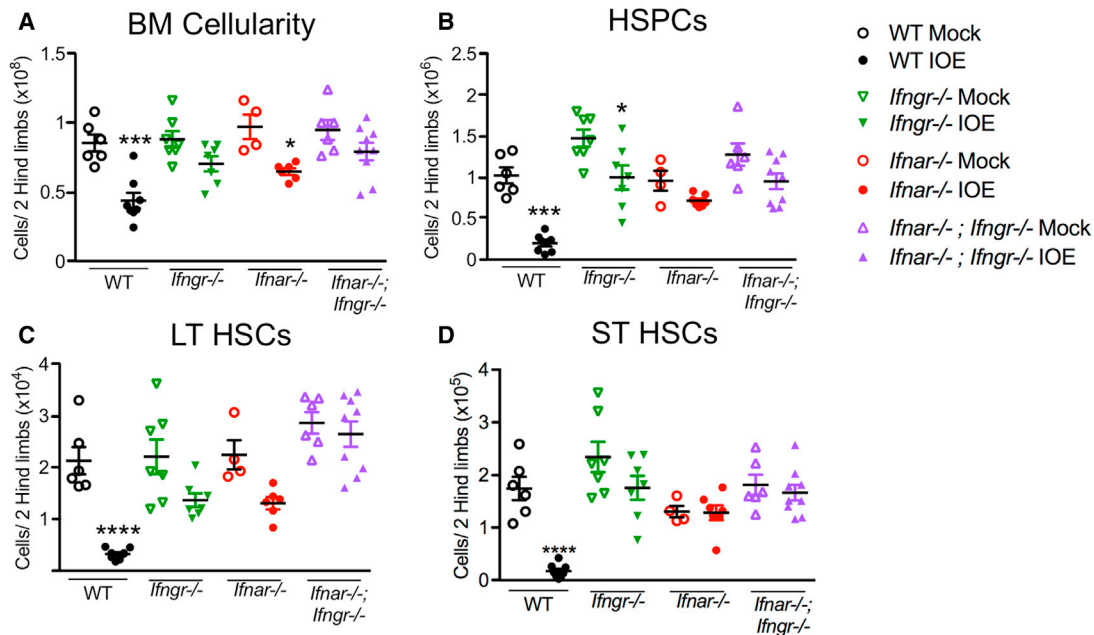 A
BM Cellularity
Cells/ 2 Hind limbs (x10⁸)
1.5
1
0.5
0
***
*
WT
Ifngr-/-
Ifnar-/-
Ifnar-/-;
Ifngr-/-
B
HSPCs
Cells/ 2 Hind limbs (x10⁶)
2.5
2
1.5
1
0.5
0
***
*
WT
Ifngr-/-
Ifnar-/-
Ifnar-/-;
Ifngr-/-
WT Mock
WT IOE
Ifngr-/- Mock
Ifngr-/- IOE
Ifnar-/- Mock
Ifnar-/- IOE
Ifnar-/- ; Ifngr-/- Mock
Ifnar-/- ; Ifngr-/- IOE
C
LT HSCs
Cells/ 2 Hind limbs (x10⁴)
4
3
2
1
****
WT
Ifngr-/-
Ifnar-/-
Ifnar-/-;
Ifngr-/-
D
ST HSCs
Cells/ 2 Hind limbs (x10⁵)
4
3
2
1
0
****
WT
Ifngr-/-
Ifnar-/-
Ifnar-/-;
Ifngr-/-